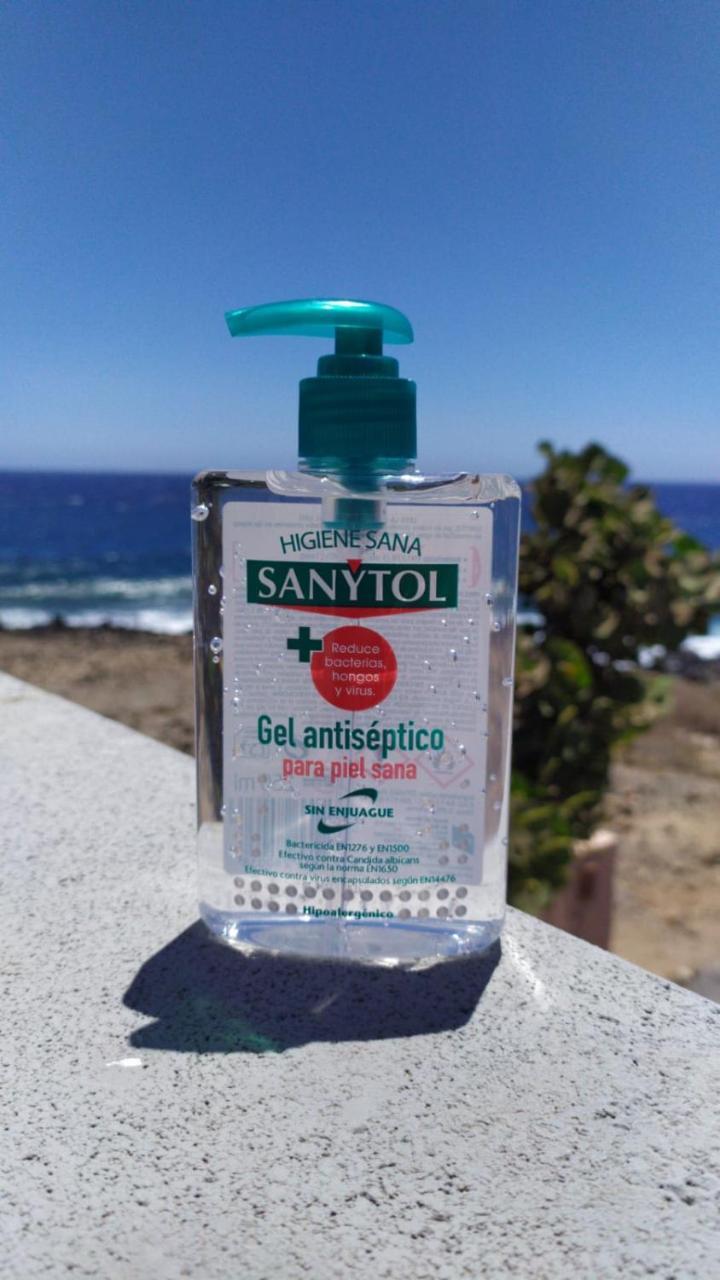 HIGIENE SANA
SANYTOL
Reduce
bacterias,
hongos
y virus.
Gel antiséptico
para piel sana
SIN ENJUAGUE
Bactericida EN1276 y EN1500
Efectivo contra Candida albicans
según la norma EN1650
Efectivo contra virus encapsulados según EN14476
Hipoalergénico